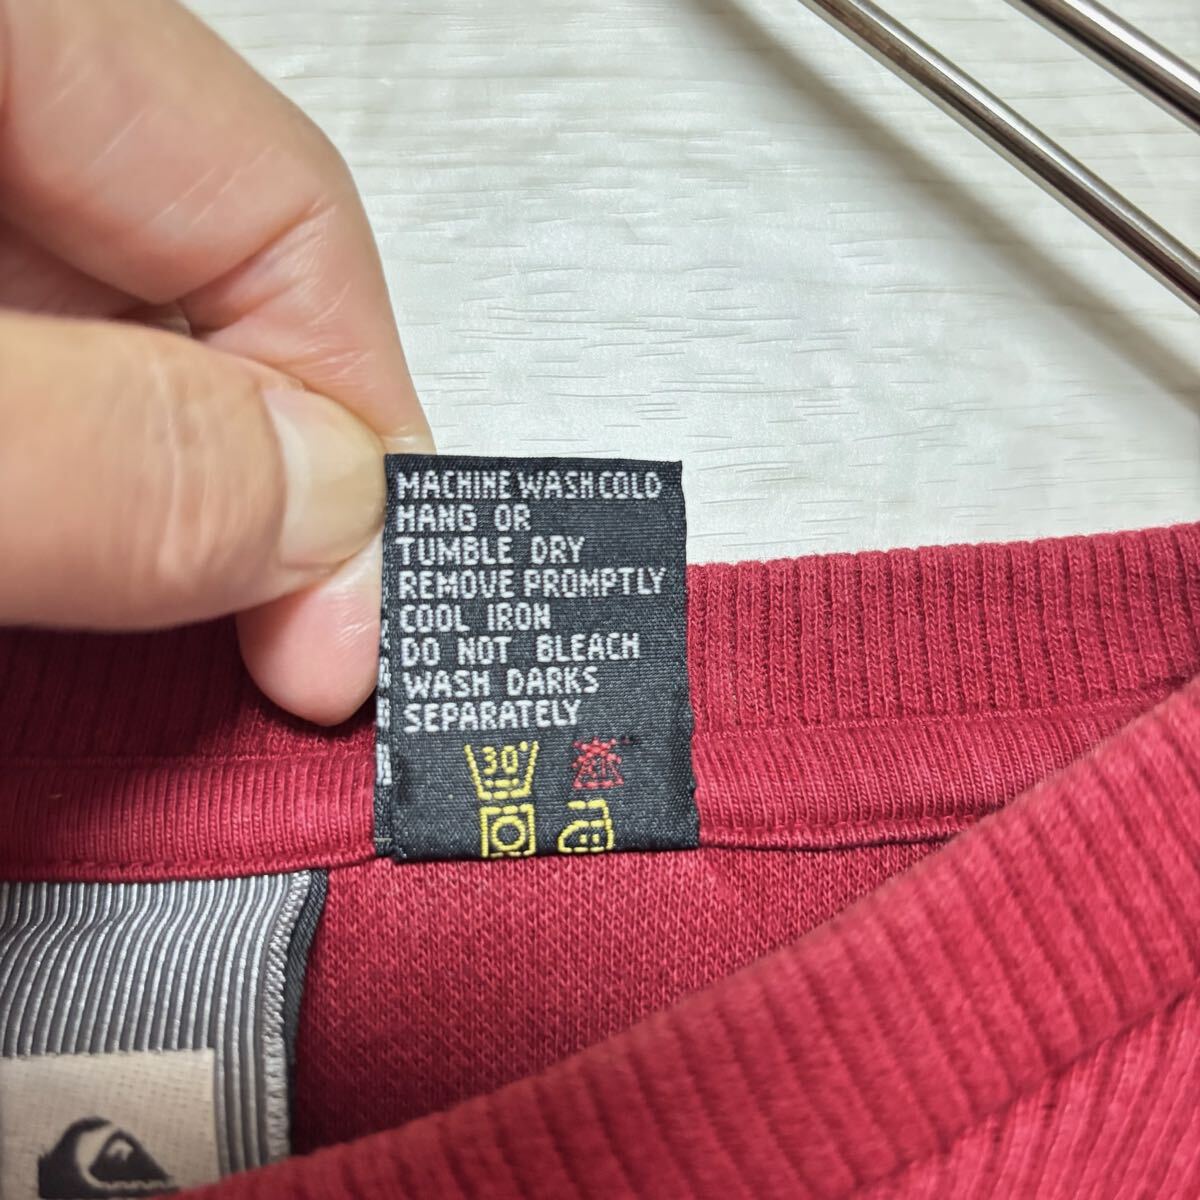 MACHINE WASH COLD
HANG OR
TUMBLE DRY
REMOVE PROMPTLY
COOL IRON
DO NOT BLEACH
WASH DARKS
SEPARATELY
30°